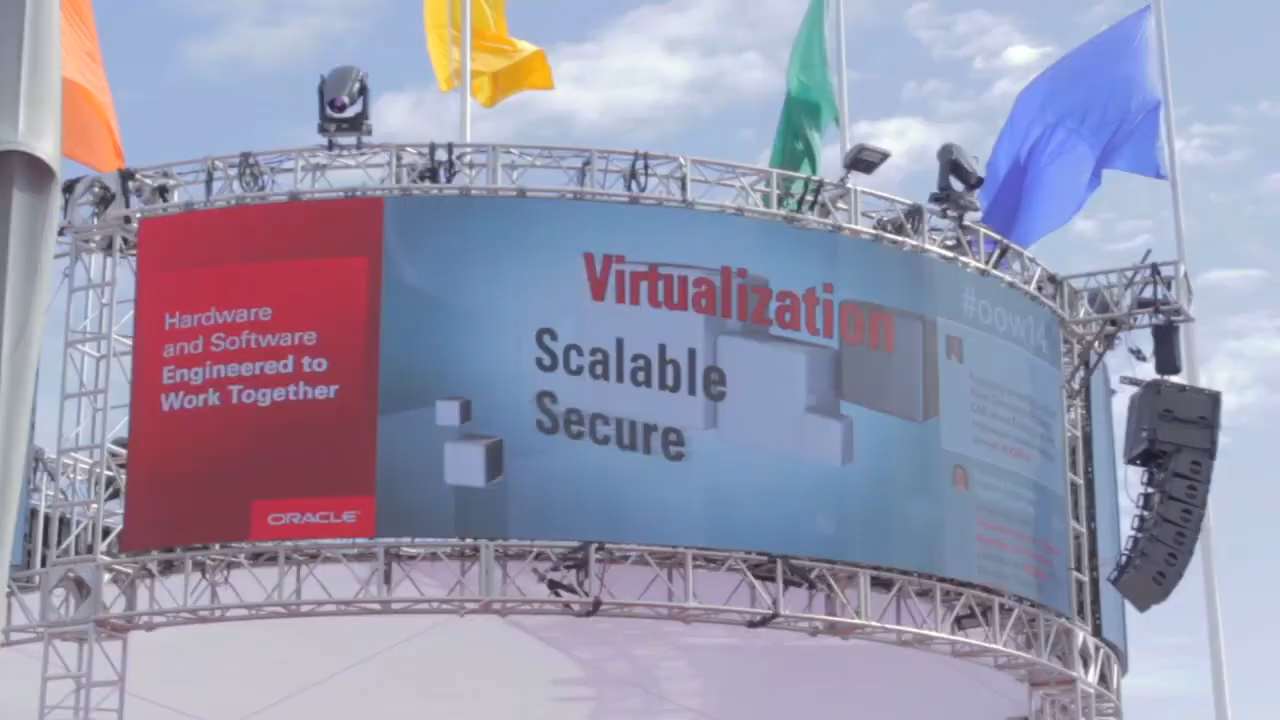 Hardware
and Software
Engineered to
Work Together
ORACLE
Virtualization
Scalable
Secure
#oow14